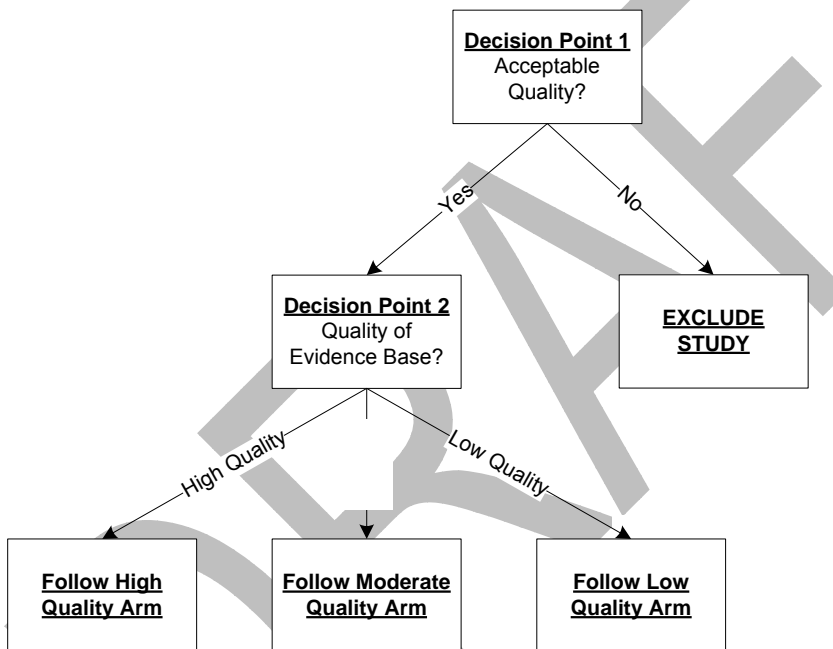 Decision Point 1
Acceptable
Quality?
Yes
No
Decision Point 2
Quality of
Evidence Base?
EXCLUDE
STUDY
High Quality
Low Quality
Follow High
Quality Arm
Follow Moderate
Quality Arm
Follow Low
Quality Arm